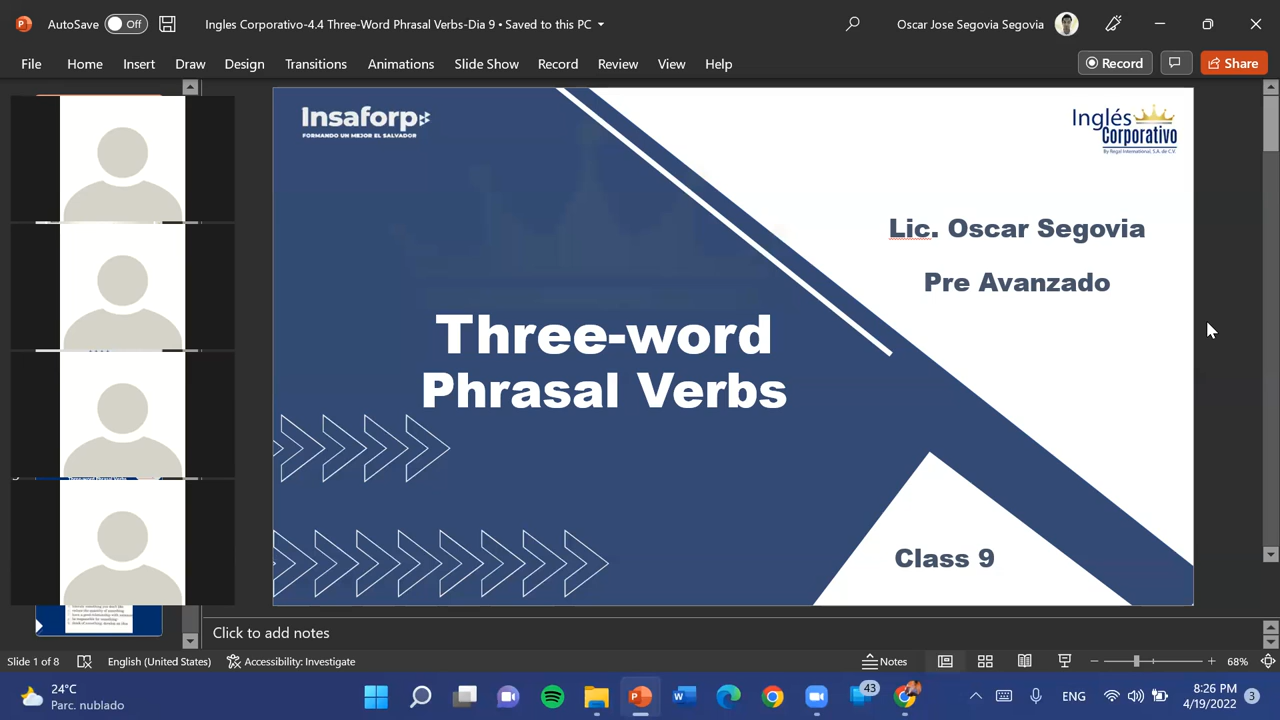 AutoSave Off Ingles Corporativo-4.4 Three-Word Phrasal Verbs-Dia 9 • Saved to this PC Oscar Jose Segovia Segovia
File Home Insert Draw Design Transitions Animations Slide Show Record Review View Help Record Share
Insaforp
FORMANDO UN MEJOR EL SALVADOR
Inglés
Corporativo
By Regal International, S.A. de C.V.
Lic. Oscar Segovia
Pre Avanzado
Three-word
Phrasal Verbs
Class 9
Click to add notes
Slide 1 of 8 English (United States) Accessibility: Investigate Notes 68%
24°C
Parc. nublado
43
ENG
8:26 PM
4/19/2022
3